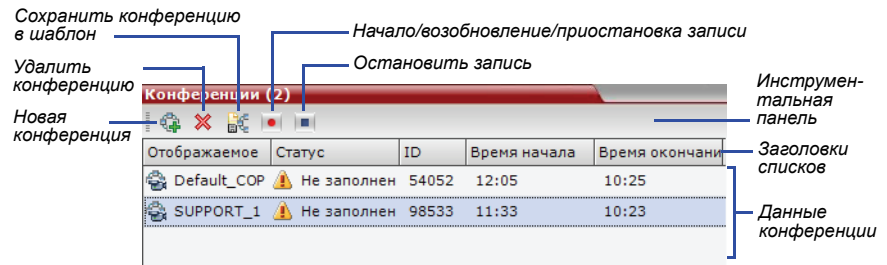 Сохранить конференцию
в шаблон
Начало/возобновление/приостановка записи
Удалить
конференцию
Остановить запись
Инструмен-
тальная
панель
Новая
конференция
Конференции (2)
Отображаемое Статус ID Время начала Время окончани
Заголовки
списков
Default_COP Не заполнен 54052 12:05 10:25
SUPPORT_1 Не заполнен 98533 11:33 10:23
Данные
конференции